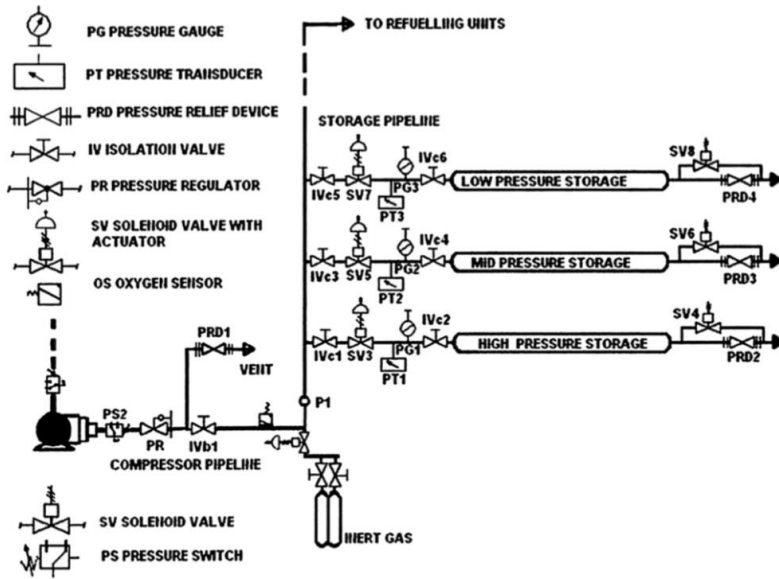 TO REFUELLING UNITS
PG PRESSURE GAUGE
PT PRESSURE TRANSDUCER
PRD PRESSURE RELIEF DEVICE
IV ISOLATION VALVE
PR PRESSURE REGULATOR
SV SOLENOID VALVE WITH
ACTUATOR
OS OXYGEN SENSOR
STORAGE PIPELINE
IVc6
SV8
LOW PRESSURE STORAGE
IVc5
SV7
PG3
PT3
PRD4
IVc4
SV6
MID PRESSURE STORAGE
IVc3
SV5
PG2
PT2
PRD3
IVc2
SV4
HIGH PRESSURE STORAGE
IVc1
SV3
PG1
PT1
PRD2
PRD1
VENT
P1
PS2
PR
IVb1
COMPRESSOR PIPELINE
INERT GAS
SV SOLENOID VALVE
PS PRESSURE SWITCH